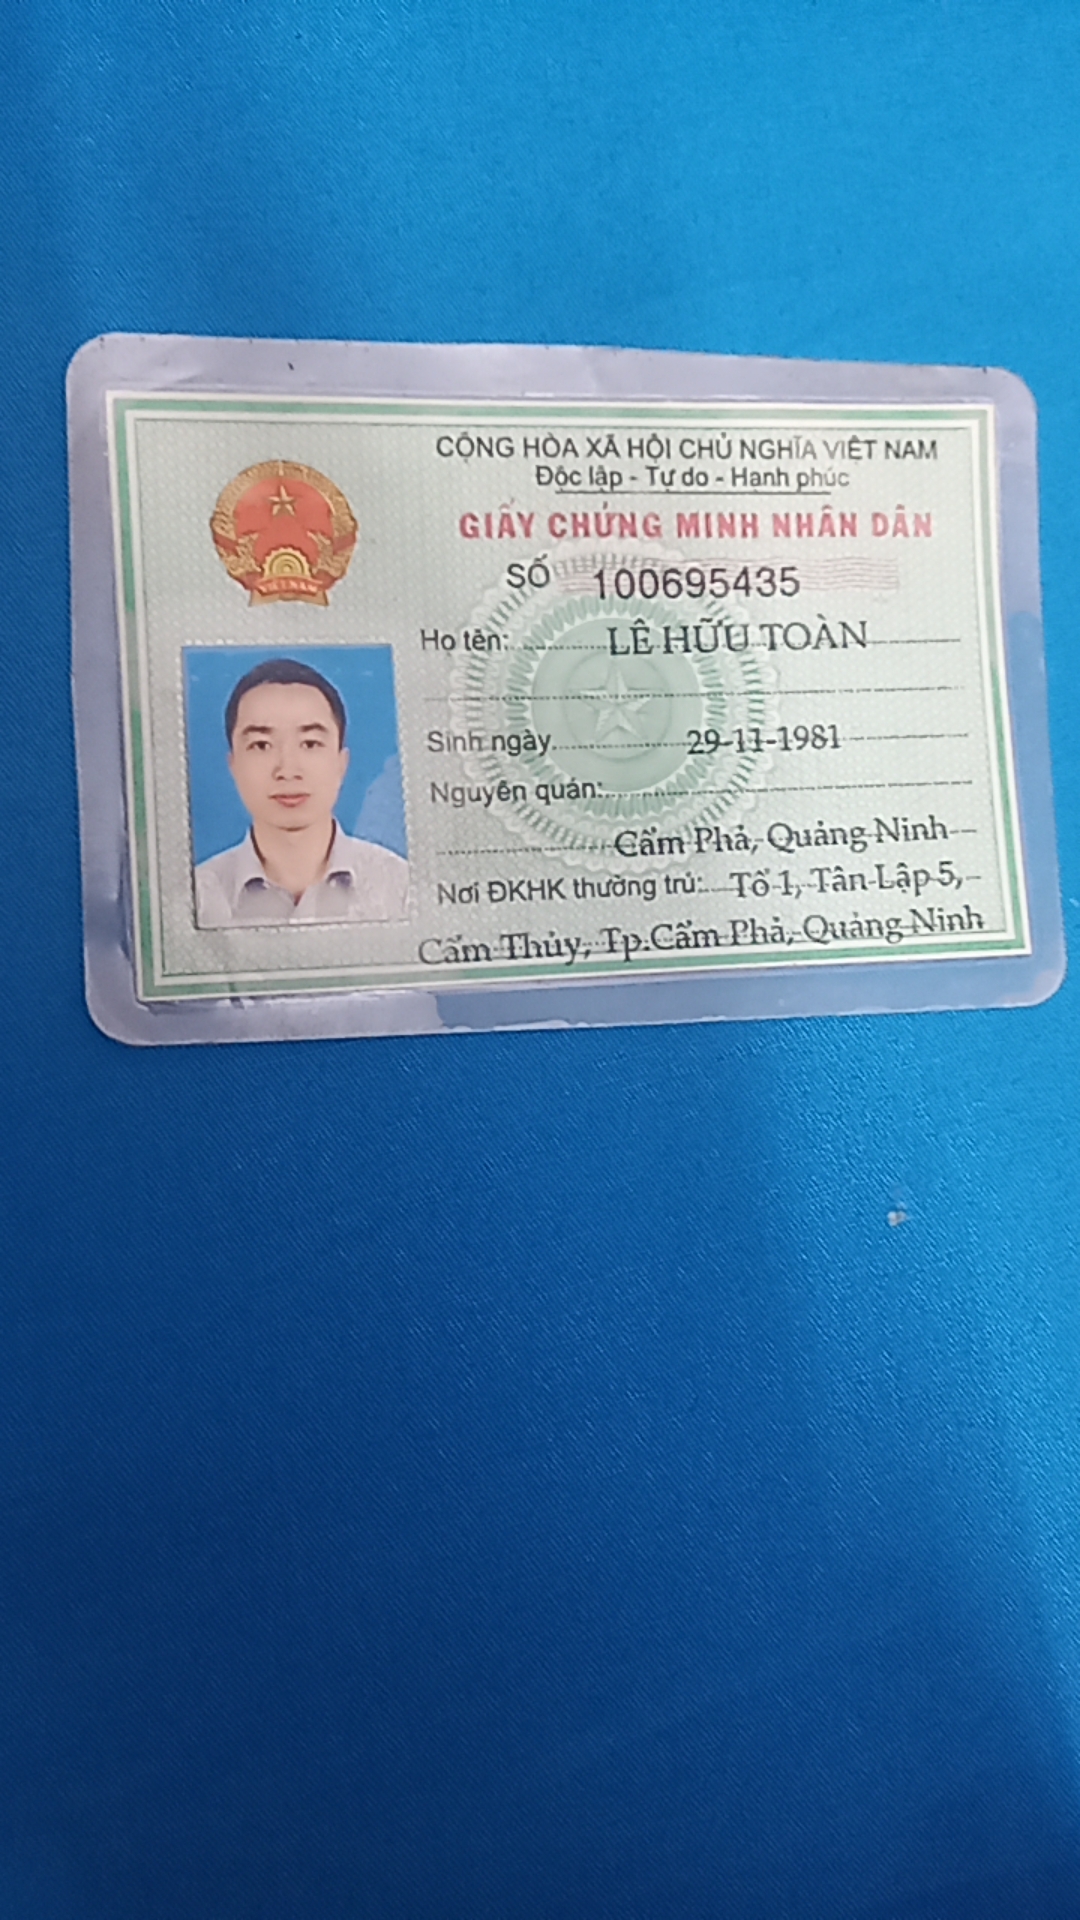 CỘNG HÒA XÃ HỘI CHỦ NGHĨA VIỆT NAM
Độc lập - Tự do - Hạnh phúc
GIẤY CHỨNG MINH NHÂN DÂN
SỐ 100695435
Họ tên: LÊ HỮU TOÀN
Sinh ngày 29-11-1981
Nguyên quán:
Cẩm Phả, Quảng Ninh
Nơi ĐKHK thường trú: Tổ 1, Tân Lập 5,
Cẩm Thủy, Tp.Cẩm Phả, Quảng Ninh
VIỆT NAM